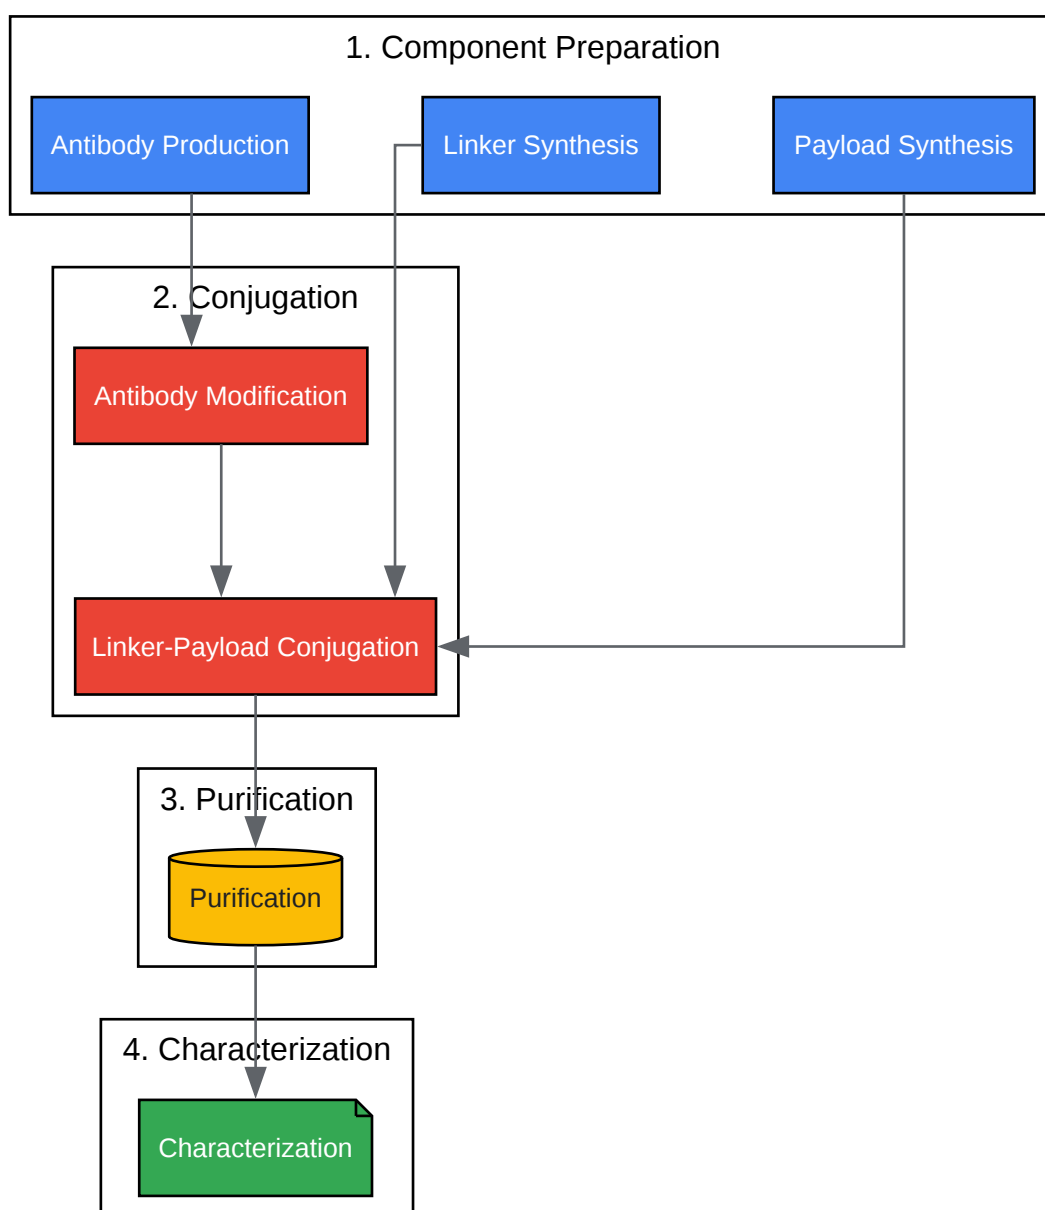 1. Component Preparation
Antibody Production
Linker Synthesis
Payload Synthesis
2. Conjugation
Antibody Modification
Linker-Payload Conjugation
3. Purification
Purification
4. Characterization
Characterization